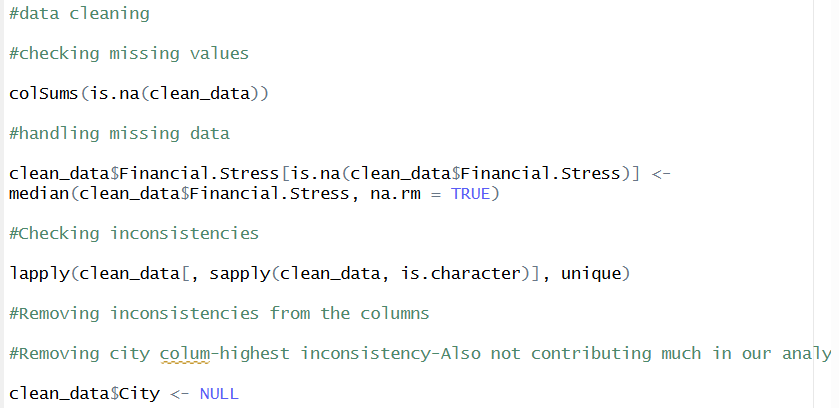 #data cleaning
#checking missing values
colSums(is.na(clean_data))
#handling missing data
clean_data$Financial.Stress[is.na(clean_data$Financial.Stress)] <-
median(clean_data$Financial.Stress, na.rm = TRUE)
#Checking inconsistencies
lapply(clean_data[, sapply(clean_data, is.character)], unique)
#Removing inconsistencies from the columns
#Removing city colum-highest inconsistency-Also not contributing much in our analy
clean_data$City <- NULL